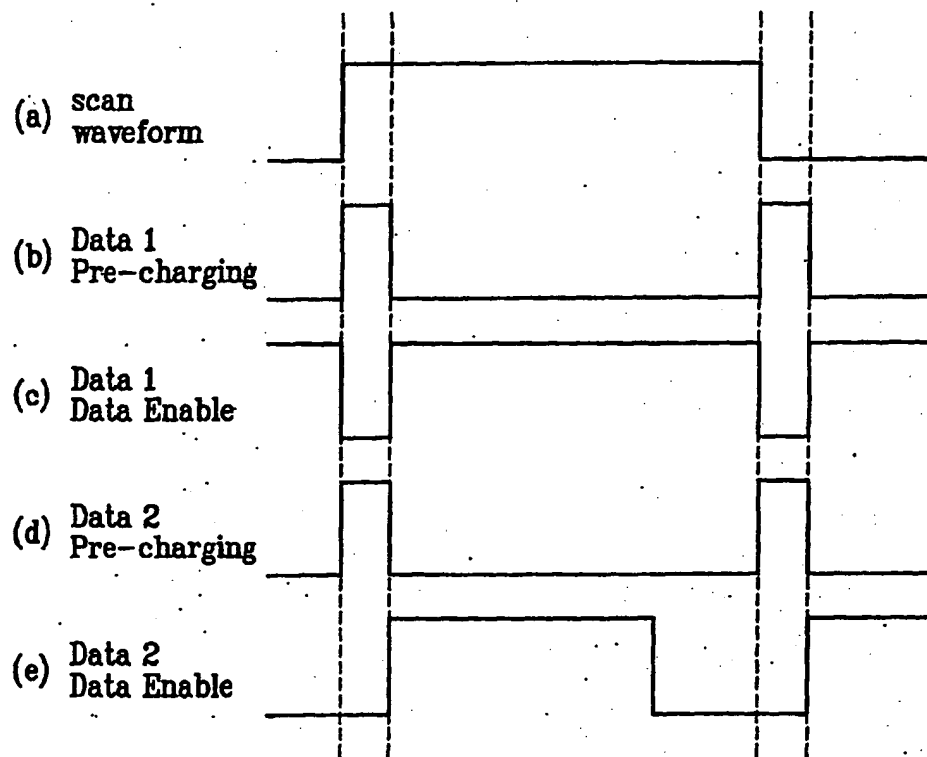 (a) scan
waveform
(b) Data 1
Pre-charging
(c) Data 1
Data Enable
(d) Data 2
Pre-charging
(e) Data 2
Data Enable